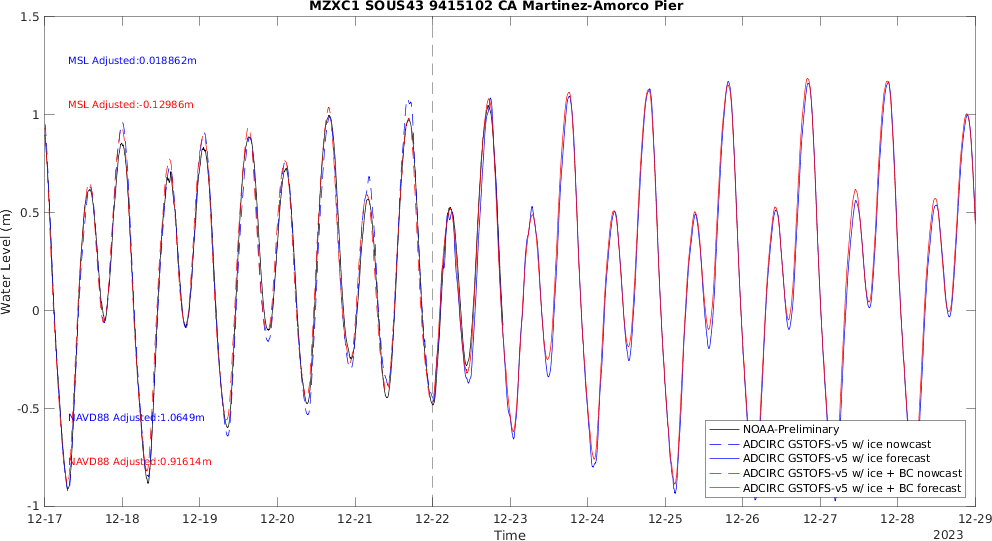 MZXC1 SOUS43 9415102 CA Martinez-Amorco Pier
1.5
1
0.5
0
-0.5
-1
Water Level (m)
MSL Adjusted:0.018862m
MSL Adjusted:-0.12986m
NAVD88 Adjusted:1.0649m
NAVD88 Adjusted:0.91614m
NOAA-Preliminary
ADCIRC GSTOFS-v5 w/ ice nowcast
ADCIRC GSTOFS-v5 w/ ice forecast
ADCIRC GSTOFS-v5 w/ ice + BC nowcast
ADCIRC GSTOFS-v5 w/ ice + BC forecast
12-17 12-18 12-19 12-20 12-21 12-22 12-23 12-24 12-25 12-26 12-27 12-28 12-29
Time
2023